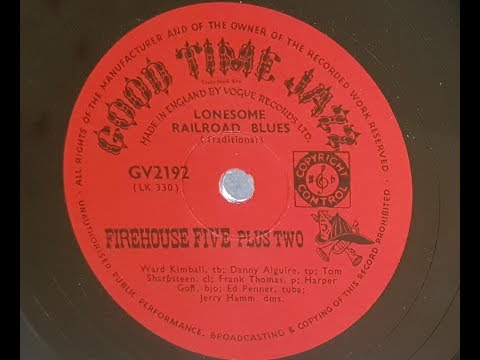 ALL RIGHTS OF THE MANUFACTURER AND OF THE OWNER OF THE RECORDED WORK RESERVED
GOOD TIME JAZZ
Trade Mark Reg
MADE IN ENGLAND BY VOGUE RECORDS LTD.
LONESOME
RAILROAD BLUES
(Traditional)
GV2192
(LK 330)
COPYRIGHT
CONTROL
FIREHOUSE FIVE PLUS TWO
Ward Kimball, tb; Danny Alguire, tp; Tom
Sharpsteen, cl; Frank Thomas, p; Harper
Goff, bjo; Ed Penner, tuba;
Jerry Hamm, dms.
UNAUTHORISED PUBLIC PERFORMANCE, BROADCASTING & COPYING OF THIS RECORD PROHIBITED